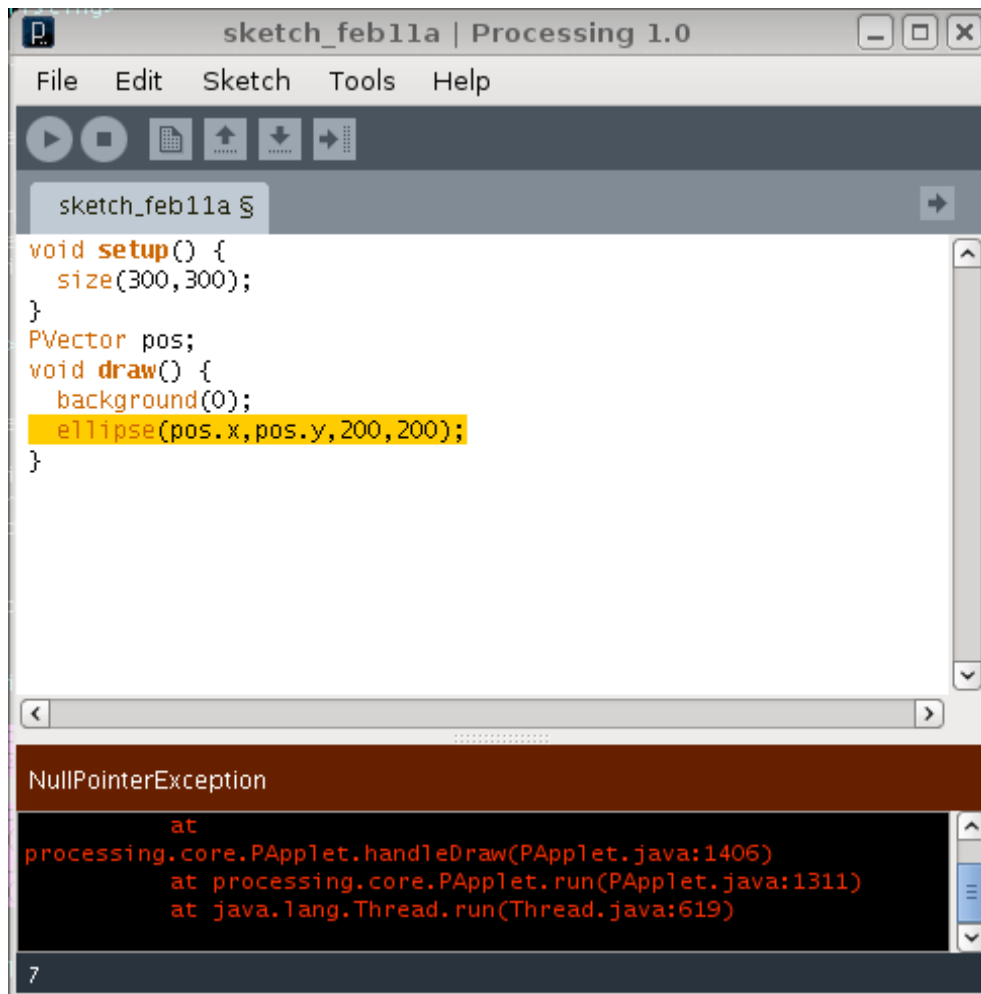 sketch_feb11a | Processing 1.0
File Edit Sketch Tools Help
sketch_feb11a §
void setup() {
  size(300,300);
}
PVector pos;
void draw() {
  background(0);
  ellipse(pos.x,pos.y,200,200);
}
NullPointerException
at
processing.core.PApplet.handleDraw(PApplet.java:1406)
at processing.core.PApplet.run(PApplet.java:1311)
at java.lang.Thread.run(Thread.java:619)
7